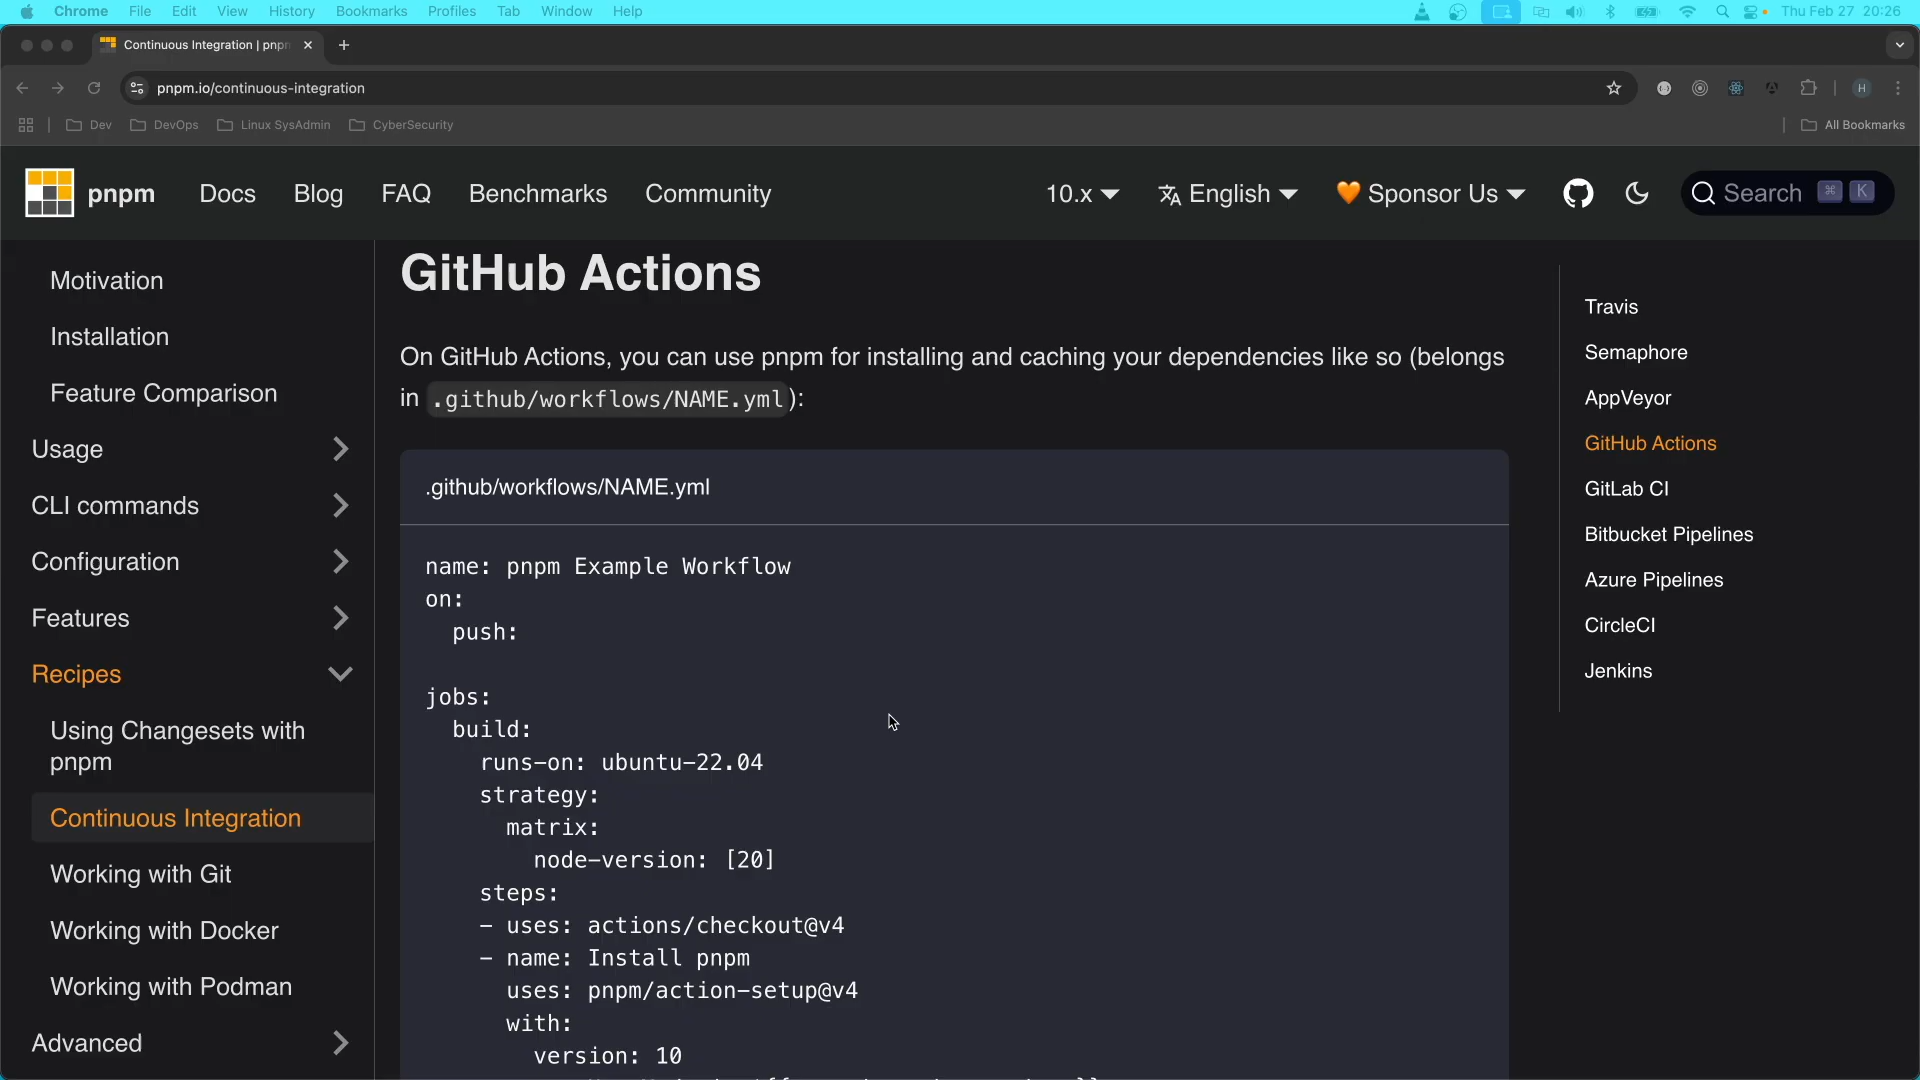 Chrome File Edit View History Bookmarks Profiles Tab Window Help Thu Feb 27 20:26
Continuous Integration | pnpm
pnpm.io/continuous-integration
H
Dev DevOps Linux SysAdmin CyberSecurity All Bookmarks
pnpm Docs Blog FAQ Benchmarks Community 10.x English Sponsor Us Search ⌘ K
Motivation
Installation
Feature Comparison
Usage
CLI commands
Configuration
Features
Recipes
Using Changesets with
pnpm
Continuous Integration
Working with Git
Working with Docker
Working with Podman
Advanced
GitHub Actions
On GitHub Actions, you can use pnpm for installing and caching your dependencies like so (belongs
in .github/workflows/NAME.yml):
.github/workflows/NAME.yml
name: pnpm Example Workflow
on:
  push:
jobs:
  build:
    runs-on: ubuntu-22.04
    strategy:
      matrix:
        node-version: [20]
    steps:
    - uses: actions/checkout@v4
    - name: Install pnpm
      uses: pnpm/action-setup@v4
      with:
        version: 10
Travis
Semaphore
AppVeyor
GitHub Actions
GitLab CI
Bitbucket Pipelines
Azure Pipelines
CircleCI
Jenkins